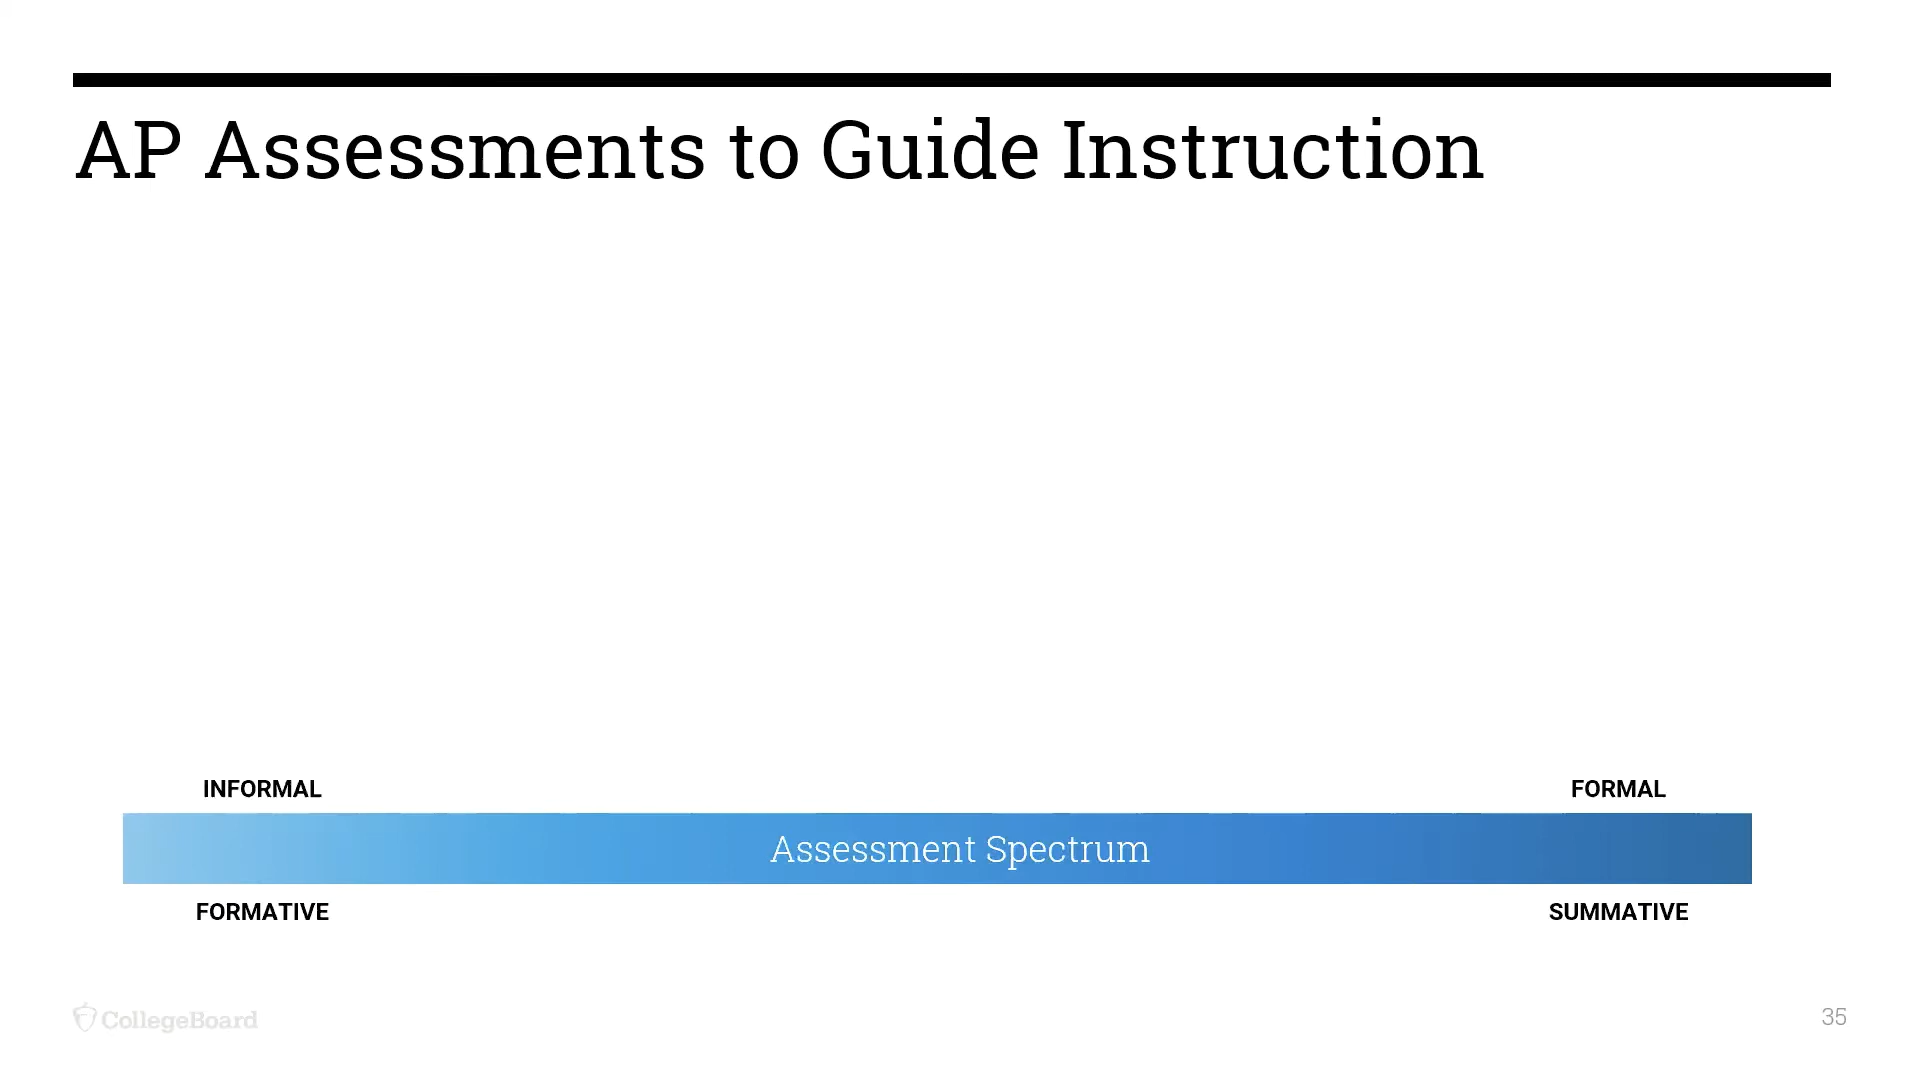 AP Assessments to Guide Instruction
INFORMAL
FORMAL
Assessment Spectrum
FORMATIVE
SUMMATIVE
CollegeBoard
35